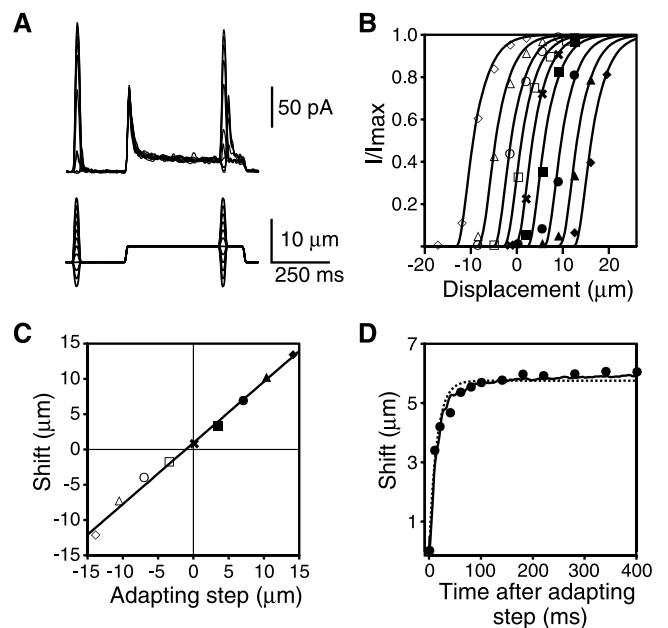 A
50 pA
10 μm
250 ms
B
I/Imax
1.0
0.8
0.6
0.4
0.2
-20
-10
0
10
20
Displacement (μm)
C
Shift (μm)
15
10
5
0
-5
-10
-15
-15
-10
-5
0
5
10
15
Adapting step (μm)
D
Shift (μm)
7
5
3
1
0
100
200
300
400
Time after adapting
step (ms)